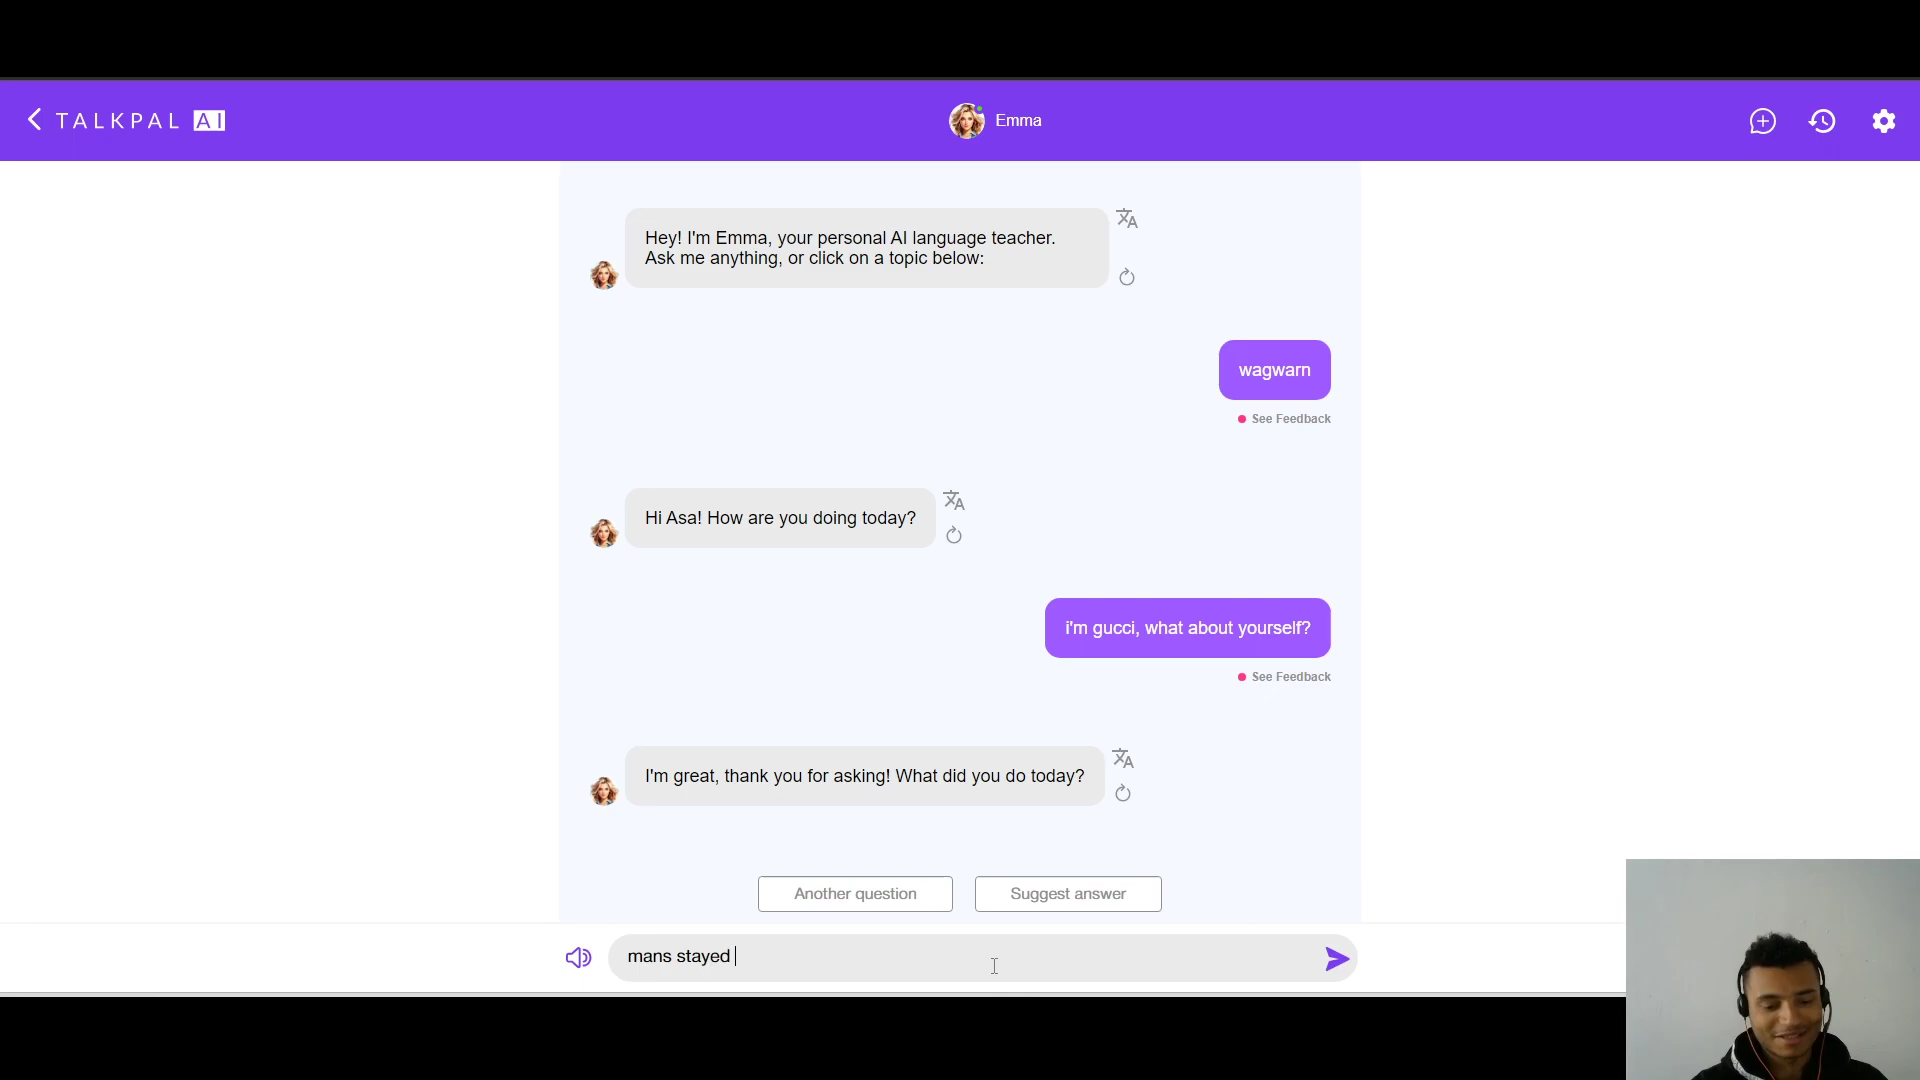 TALKPAL AI
Emma
Hey! I'm Emma, your personal AI language teacher.
Ask me anything, or click on a topic below:
wagwarn
See Feedback
Hi Asa! How are you doing today?
i'm gucci, what about yourself?
See Feedback
I'm great, thank you for asking! What did you do today?
Another question
Suggest answer
mans stayed